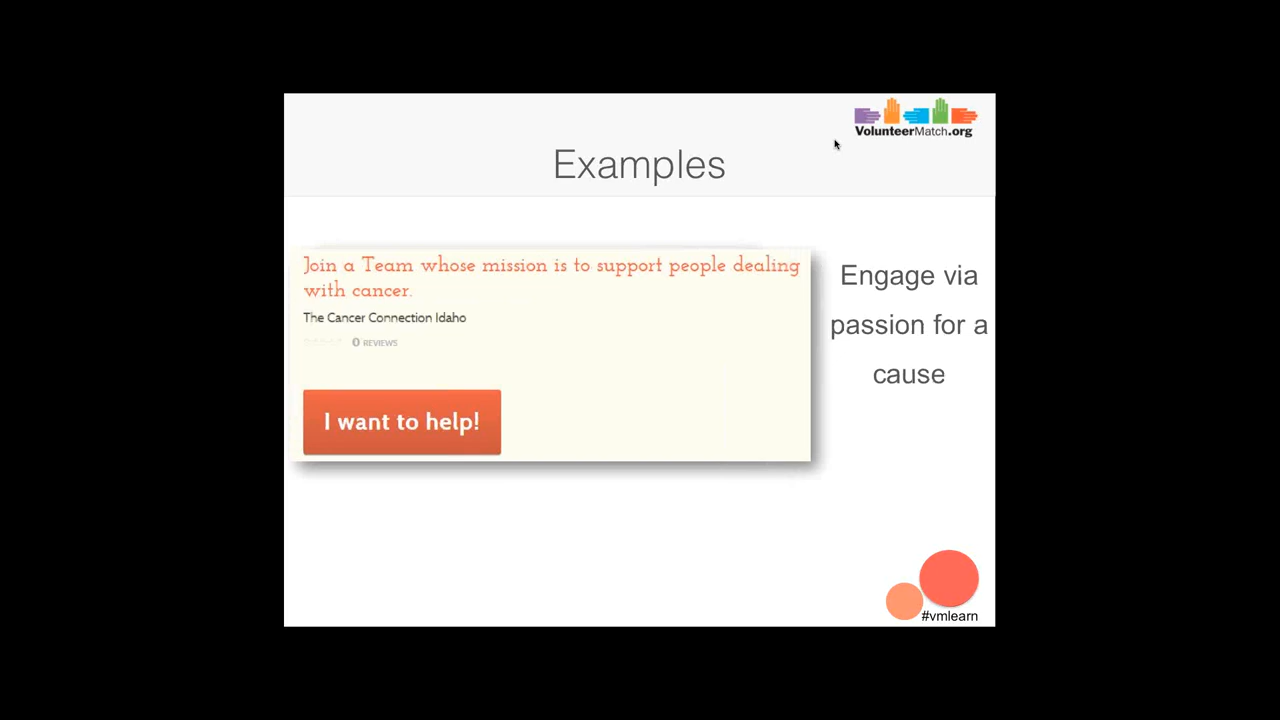 VolunteerMatch.org
Examples
Join a Team whose mission is to support people dealing
with cancer.
The Cancer Connection Idaho
0 REVIEWS
I want to help!
Engage via
passion for a
cause
#vmlearn